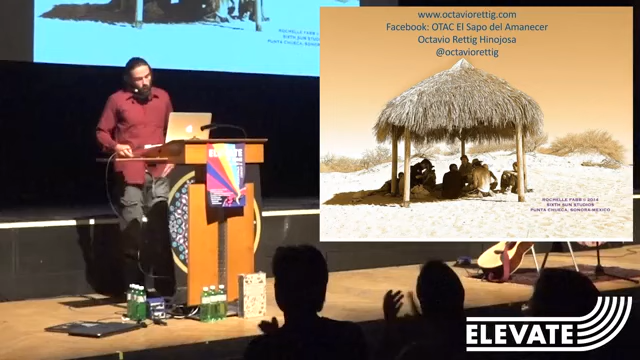 www.octaviorettig.com
Facebook: OTAC El Sapo del Amanecer
Octavio Rettig Hinojosa
@octaviorettig
ROCHELLE FABB © 2014
SIXTH SUN STUDIOS
PUNTA CHUECA, SONORA-MEXICO
ELEVATE
ELEVATE